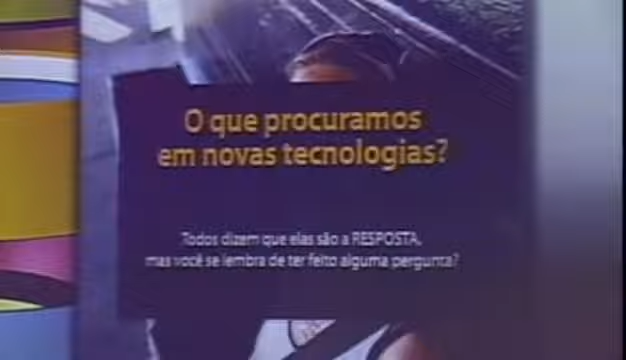 O que procuramos
em novas tecnologias?
Todos dizem que elas são a RESPOSTA,
mas você se lembra de ter feito alguma pergunta?